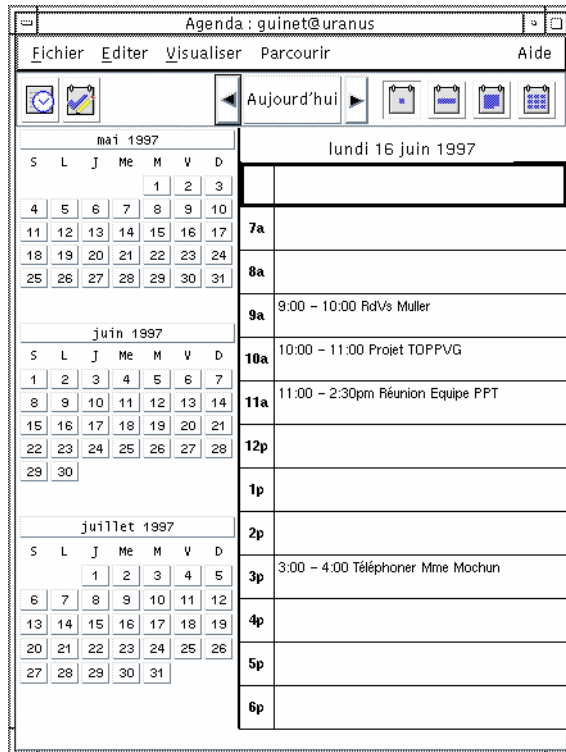 Agenda : guinet@uranus
Fichier Editer Visualiser Parcourir Aide
Aujourd'hui
mai 1997
S L J Me M V D
1 2 3
4 5 6 7 8 9 10
11 12 13 14 15 16 17
18 19 20 21 22 23 24
25 26 27 28 29 30 31
juin 1997
S L J Me M V D
1 2 3 4 5 6 7
8 9 10 11 12 13 14
15 16 17 18 19 20 21
22 23 24 25 26 27 28
29 30
juillet 1997
S L J Me M V D
1 2 3 4 5
6 7 8 9 10 11 12
13 14 15 16 17 18 19
20 21 22 23 24 25 26
27 28 29 30 31
lundi 16 juin 1997
7a
8a
9a 9:00 – 10:00 RdVs Muller
10a 10:00 – 11:00 Projet TOPPVG
11a 11:00 – 2:30pm Réunion Equipe PPT
12p
1p
2p
3p 3:00 – 4:00 Téléphoner Mme Mochun
4p
5p
6p